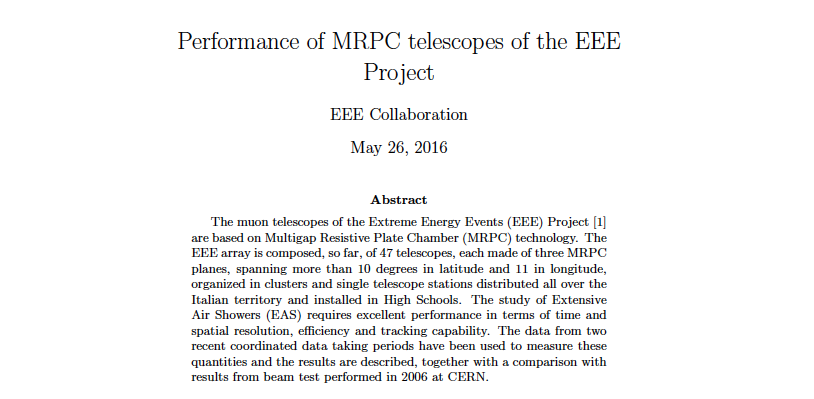 Performance of MRPC telescopes of the EEE
Project
EEE Collaboration
May 26, 2016
Abstract
The muon telescopes of the Extreme Energy Events (EEE) Project [1]
are based on Multigap Resistive Plate Chamber (MRPC) technology. The
EEE array is composed, so far, of 47 telescopes, each made of three MRPC
planes, spanning more than 10 degrees in latitude and 11 in longitude,
organized in clusters and single telescope stations distributed all over the
Italian territory and installed in High Schools. The study of Extensive
Air Showers (EAS) requires excellent performance in terms of time and
spatial resolution, efficiency and tracking capability. The data from two
recent coordinated data taking periods have been used to measure these
quantities and the results are described, together with a comparison with
results from beam test performed in 2006 at CERN.